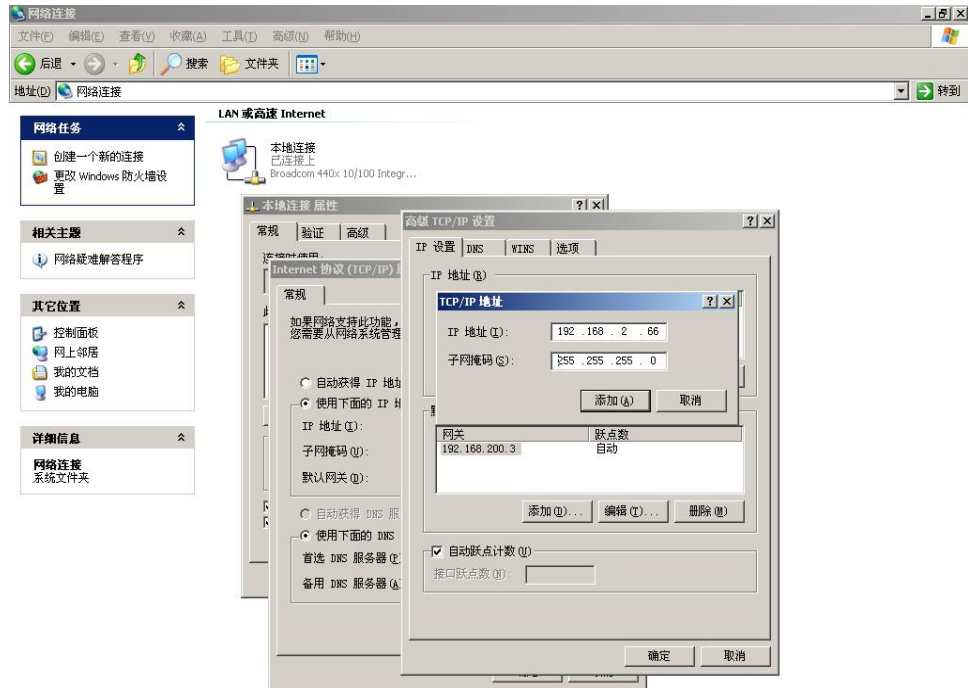 网络连接
文件(F) 编辑(E) 查看(V) 收藏(A) 工具(T) 高级(N) 帮助(H)
后退 搜索 文件夹
地址(D) 网络连接 转到
网络任务
创建一个新的连接
更改 Windows 防火墙设
置
相关主题
网络疑难解答程序
其它位置
控制面板
网上邻居
我的文档
我的电脑
详细信息
网络连接
系统文件夹
LAN 或高速 Internet
本地连接
已连接上
Broadcom 440x 10/100 Integr...
本地连接 属性
常规 验证 高级
连接时使用:
Internet 协议 (TCP/IP)
常规
如果网络支持此功能,
您需要从网络系统管理
自动获得 IP 地址
使用下面的 IP 地
IP 地址(I):
子网掩码(U):
默认网关(D):
自动获得 DNS 服
使用下面的 DNS
首选 DNS 服务器(P)
备用 DNS 服务器(A)
高级 TCP/IP 设置
IP 设置 DNS WINS 选项
IP 地址(R)
TCP/IP 地址
IP 地址(I): 192 .168 . 2 .66
子网掩码(S): 255 .255 .255 . 0
添加(A) 取消
网关 跃点数
192.168.200.3 自动
添加(D)... 编辑(T)... 删除(M)
自动跃点计数(U)
接口跃点数(N):
确定 取消